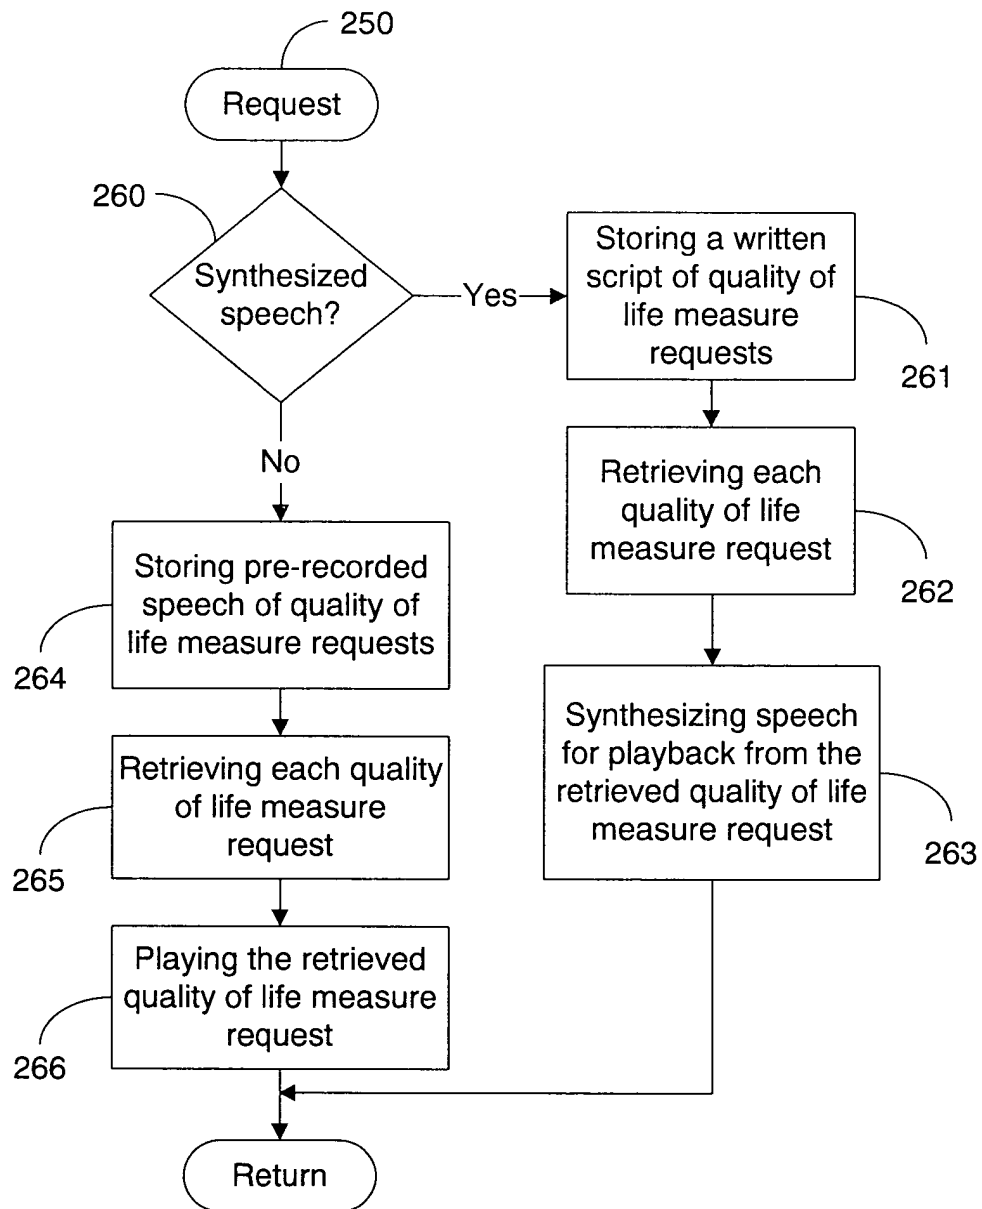 250
Request
260
Synthesized
speech?
Yes
Storing a written
script of quality of
life measure
requests
261
No
Retrieving each
quality of life
measure request
262
Storing pre-recorded
speech of quality of
life measure requests
264
Synthesizing speech
for playback from the
retrieved quality of life
measure request
263
Retrieving each quality
of life measure
request
265
Playing the retrieved
quality of life measure
request
266
Return